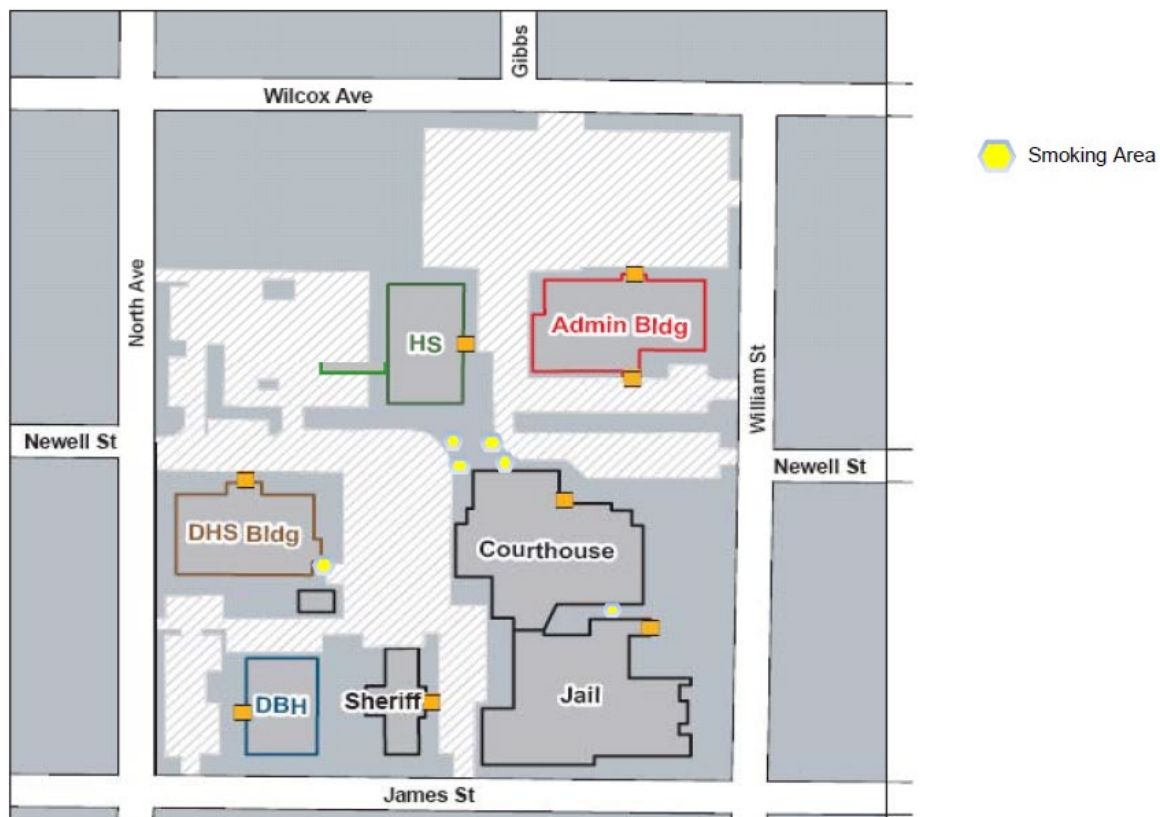 Gibbs
Wilcox Ave
Smoking Area
North Ave
HS
Admin Bldg
William St
Newell St
Newell St
DHS Bldg
Courthouse
DBH
Sheriff
Jail
James St